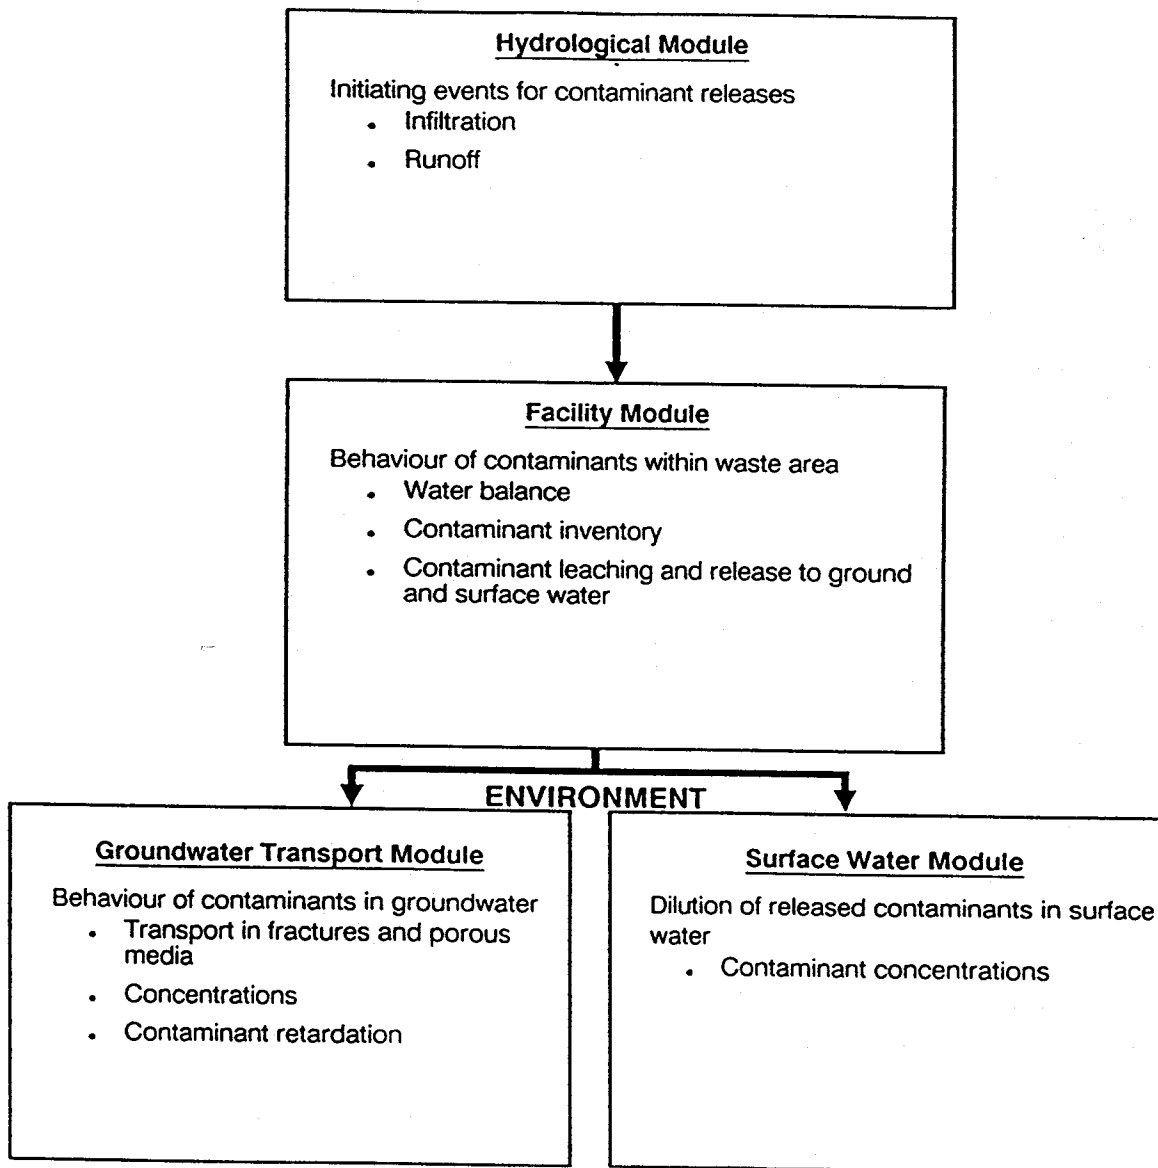 Hydrological Module
Initiating events for contaminant releases
• Infiltration
• Runoff
Facility Module
Behaviour of contaminants within waste area
• Water balance
• Contaminant inventory
• Contaminant leaching and release to ground
and surface water
ENVIRONMENT
Groundwater Transport Module
Behaviour of contaminants in groundwater
• Transport in fractures and porous
media
• Concentrations
• Contaminant retardation
Surface Water Module
Dilution of released contaminants in surface
water
• Contaminant concentrations